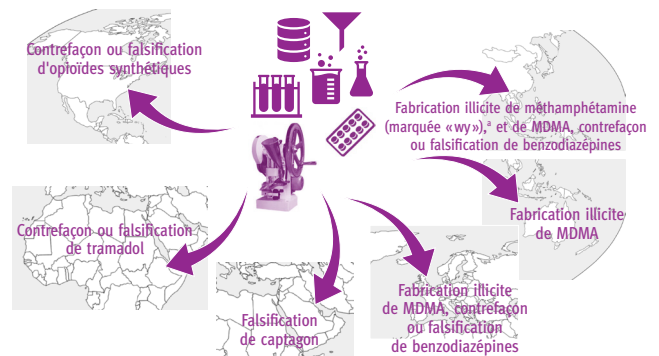 Contrefaçon ou falsification
d'opioïdes synthétiques
Fabrication illicite de méthamphétamine
(marquée «wy»),ª et de MDMA, contrefaçon
ou falsification de benzodiazépines
Contrefaçon ou falsification
de tramadol
Fabrication illicite
de MDMA
Falsification
de captagon
Fabrication illicite
de MDMA, contrefaçon
ou falsification
de benzodiazépines